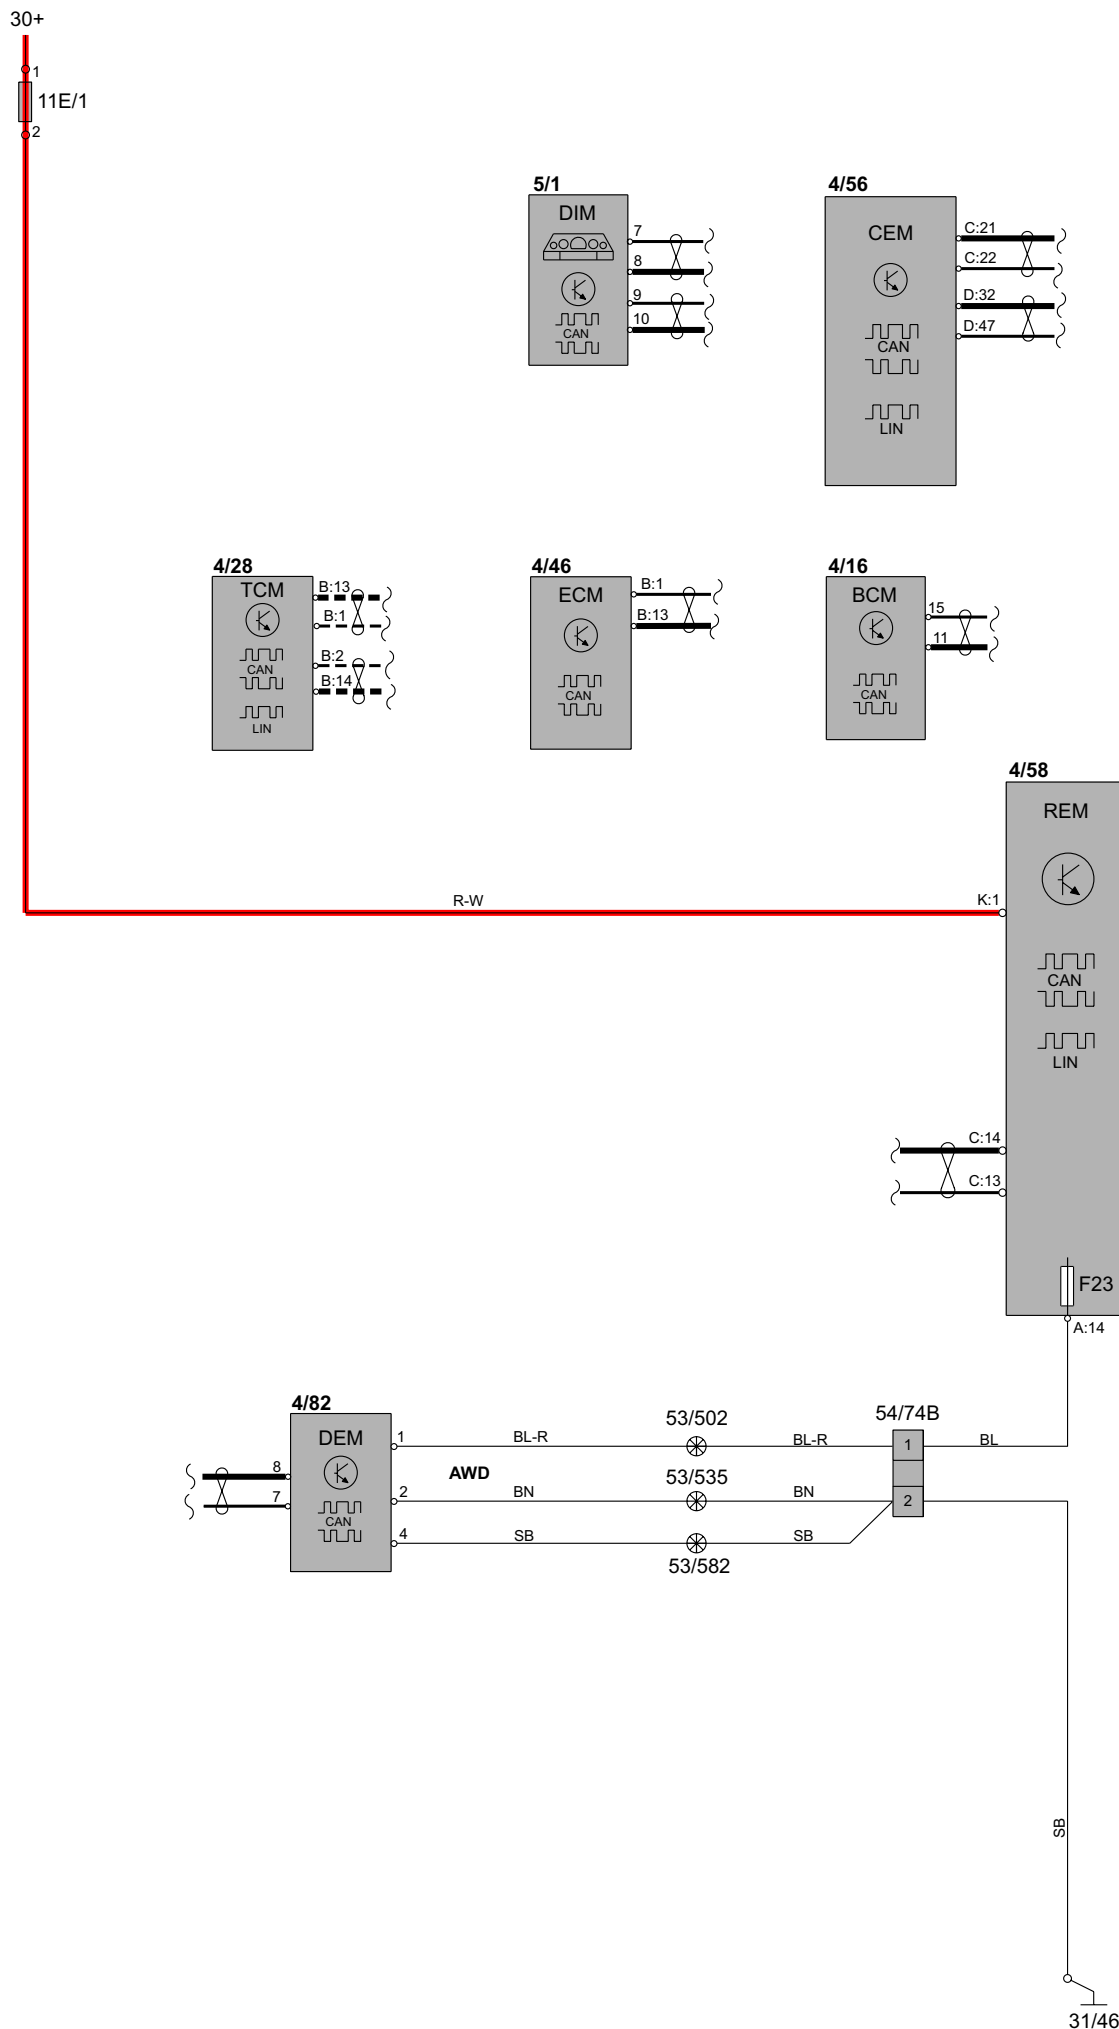 30+
1
11E/1
2
5/1
DIM
7
8
9
10
CAN
4/56
CEM
C:21
C:22
D:32
D:47
CAN
LIN
4/28
TCM
B:13
B:1
B:2
B:14
CAN
LIN
4/46
ECM
B:1
B:13
CAN
4/16
BCM
15
11
CAN
4/58
REM
R-W
K:1
CAN
LIN
C:14
C:13
F23
A:14
4/82
DEM
8
7
CAN
1
BL-R
53/502
BL-R
54/74B
1
BL
AWD
2
BN
53/535
BN
2
4
SB
53/582
SB
SB
31/46